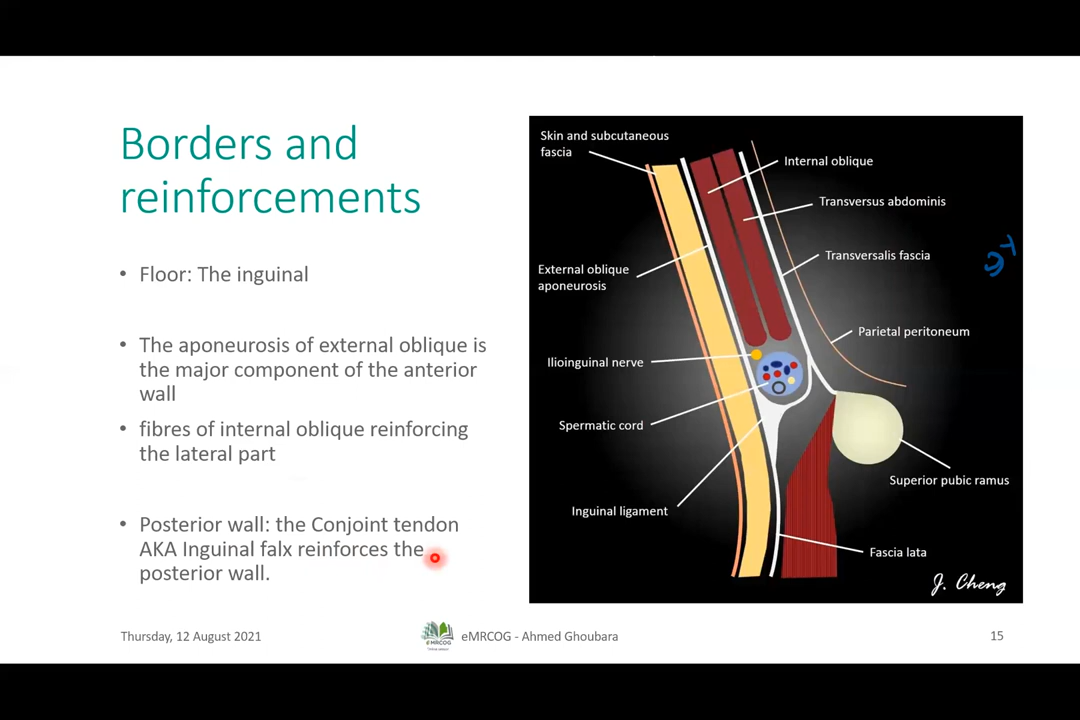 Borders and
reinforcements
• Floor: The inguinal
• The aponeurosis of external oblique is
the major component of the anterior
wall
• fibres of internal oblique reinforcing
the lateral part
• Posterior wall: the Conjoint tendon
AKA Inguinal falx reinforces the
posterior wall.
Skin and subcutaneous
fascia
Internal oblique
Transversus abdominis
Transversalis fascia
External oblique
aponeurosis
Parietal peritoneum
Ilioinguinal nerve
Spermatic cord
Superior pubic ramus
Inguinal ligament
Fascia lata
J. Cheng
Thursday, 12 August 2021
eMRCOG
eMRCOG - Ahmed Ghoubara
15